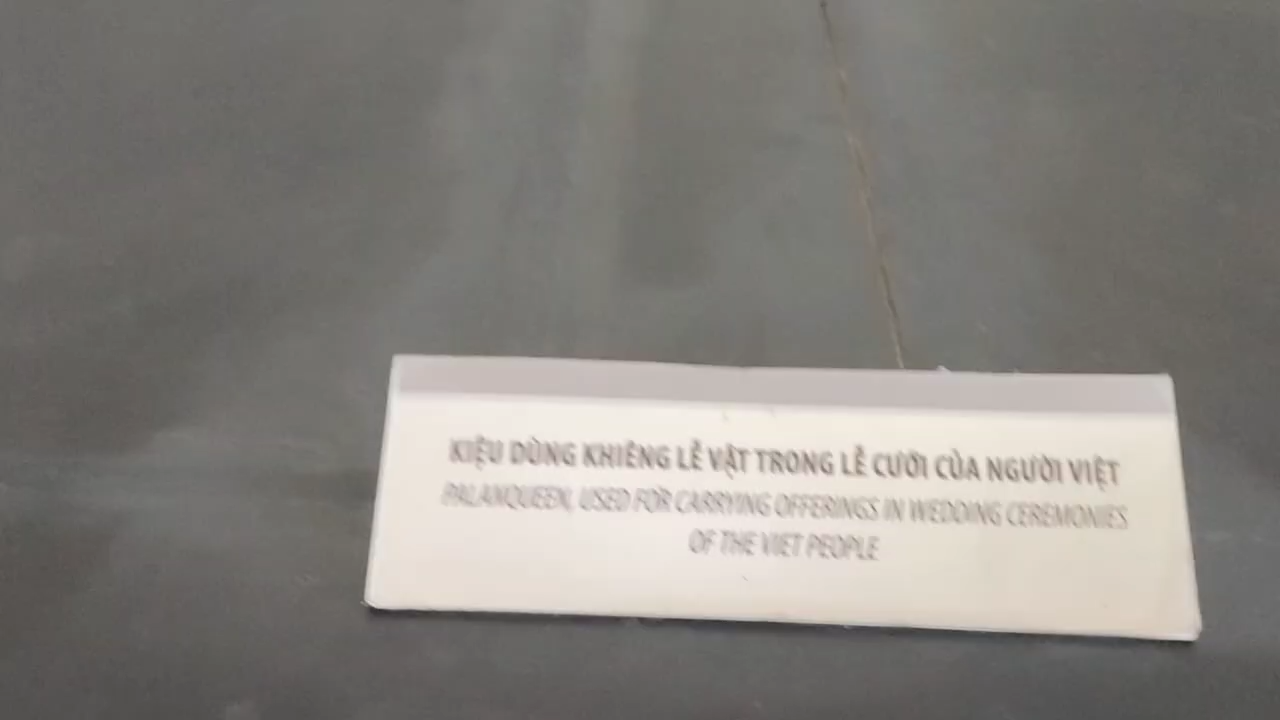 KIỆU DÙNG KHIÊNG LỄ VẬT TRONG LỄ CƯỚI CỦA NGƯỜI VIỆT
PALANQUEEN, USED FOR CARRYING OFFERINGS IN WEDDING CEREMONIES
OF THE VIET PEOPLE